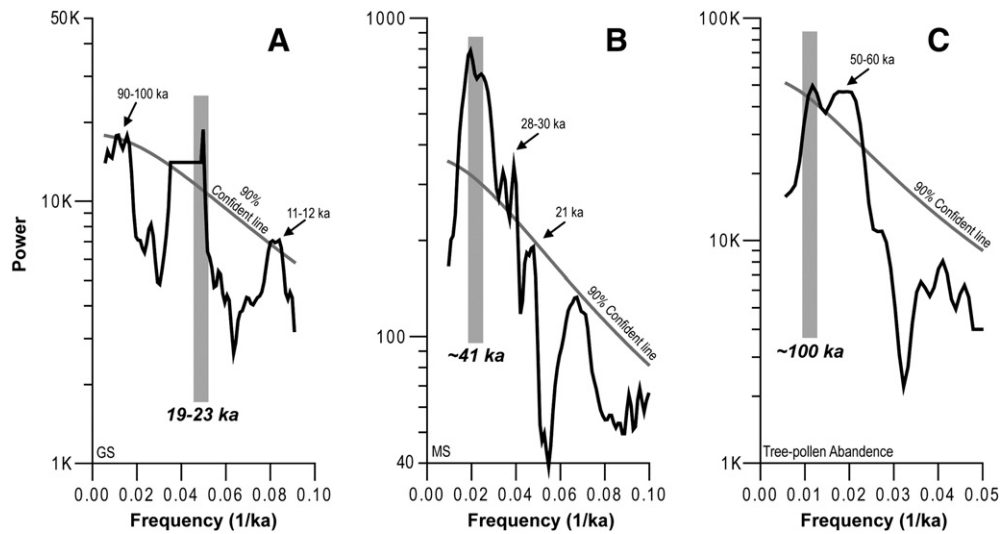 A
50K
10K
1K
Power
90-100 ka
90%
Confident line
11-12 ka
19-23 ka
GS
0.00 0.02 0.04 0.06 0.08 0.10
Frequency (1/ka)
B
1000
100
40
28-30 ka
21 ka
90% Confident line
~41 ka
MS
0.00 0.02 0.04 0.06 0.08 0.10
Frequency (1/ka)
C
100K
10K
1K
50-60 ka
90% Confident line
~100 ka
Tree-pollen Abandence
0.00 0.01 0.02 0.03 0.04 0.05
Frequency (1/ka)